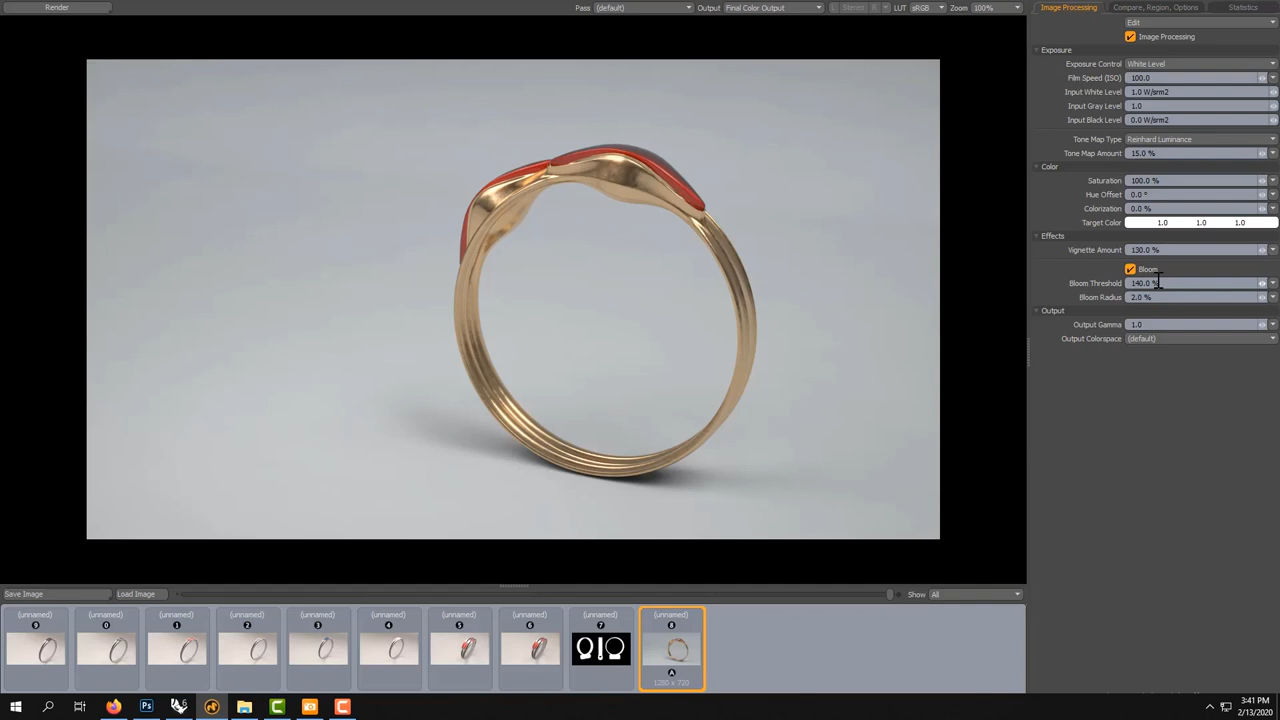 Render
Pass (default) Output Final Color Output Stereo LUT sRGB Zoom 100%
Image Processing Compare, Region, Options Statistics
Edit
Image Processing
Exposure
Exposure Control White Level
Film Speed (ISO) 100.0
Input White Level 1.0 W/srm2
Input Gray Level 1.0
Input Black Level 0.0 W/srm2
Tone Map Type Reinhard Luminance
Tone Map Amount 15.0 %
Color
Saturation 100.0 %
Hue Offset 0.0 °
Colorization 0.0 %
Target Color 1.0 1.0 1.0
Effects
Vignette Amount 130.0 %
Bloom
Bloom Threshold 140.0 %
Bloom Radius 2.0 %
Output
Output Gamma 1.0
Output Colorspace (default)
Save Image Load Image Show All
(unnamed) (unnamed) (unnamed) (unnamed) (unnamed) (unnamed) (unnamed) (unnamed) (unnamed) (unnamed)
9 0 1 2 3 4 5 6 7 8
A
1280 x 720
Ps
3:41 PM
2/13/2020